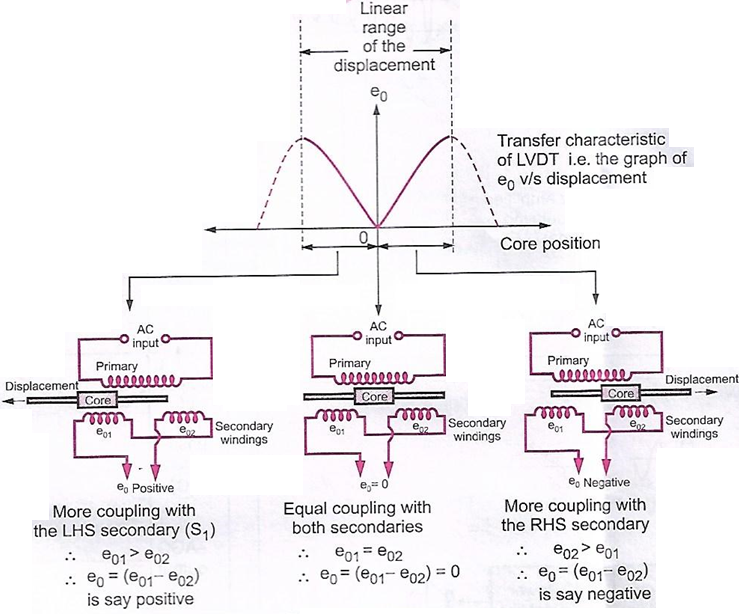 Linear
range
of the
displacement
e₀
Transfer characteristic
of LVDT i.e. the graph of
e₀ v/s displacement
0
Core position
AC
input
Primary
Displacement
Core
e₀₁
e₀₂
Secondary
windings
e₀ Positive
More coupling with
the LHS secondary (S₁)
∴ e₀₁ > e₀₂
∴ e₀ = (e₀₁− e₀₂)
is say positive
AC
input
Primary
Core
e₀₁
e₀₂
Secondary
windings
e₀= 0
Equal coupling with
both secondaries
∴ e₀₁ = e₀₂
∴ e₀ = (e₀₁− e₀₂) = 0
AC
input
Primary
Displacement
Core
e₀₁
e₀₂
Secondary
windings
e₀ Negative
More coupling with
the RHS secondary
∴ e₀₂ > e₀₁
∴ e₀ = (e₀₁− e₀₂)
is say negative